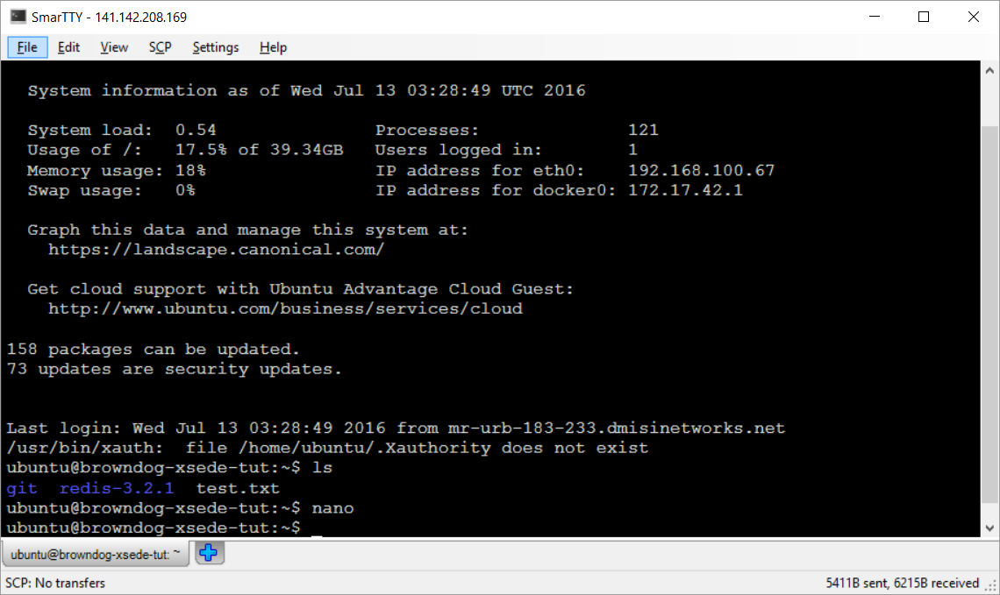 SmarTTY - 141.142.208.169
File Edit View SCP Settings Help
System information as of Wed Jul 13 03:28:49 UTC 2016
System load: 0.54 Processes: 121
Usage of /: 17.5% of 39.34GB Users logged in: 1
Memory usage: 18% IP address for eth0: 192.168.100.67
Swap usage: 0% IP address for docker0: 172.17.42.1
Graph this data and manage this system at:
https://landscape.canonical.com/
Get cloud support with Ubuntu Advantage Cloud Guest:
http://www.ubuntu.com/business/services/cloud
158 packages can be updated.
73 updates are security updates.
Last login: Wed Jul 13 03:28:49 2016 from mr-urb-183-233.dmisinetworks.net
/usr/bin/xauth: file /home/ubuntu/.Xauthority does not exist
ubuntu@browndog-xsede-tut:~$ ls
git redis-3.2.1 test.txt
ubuntu@browndog-xsede-tut:~$ nano
ubuntu@browndog-xsede-tut:~$ _
ubuntu@browndog-xsede-tut: ~
SCP: No transfers 5411B sent, 6215B received